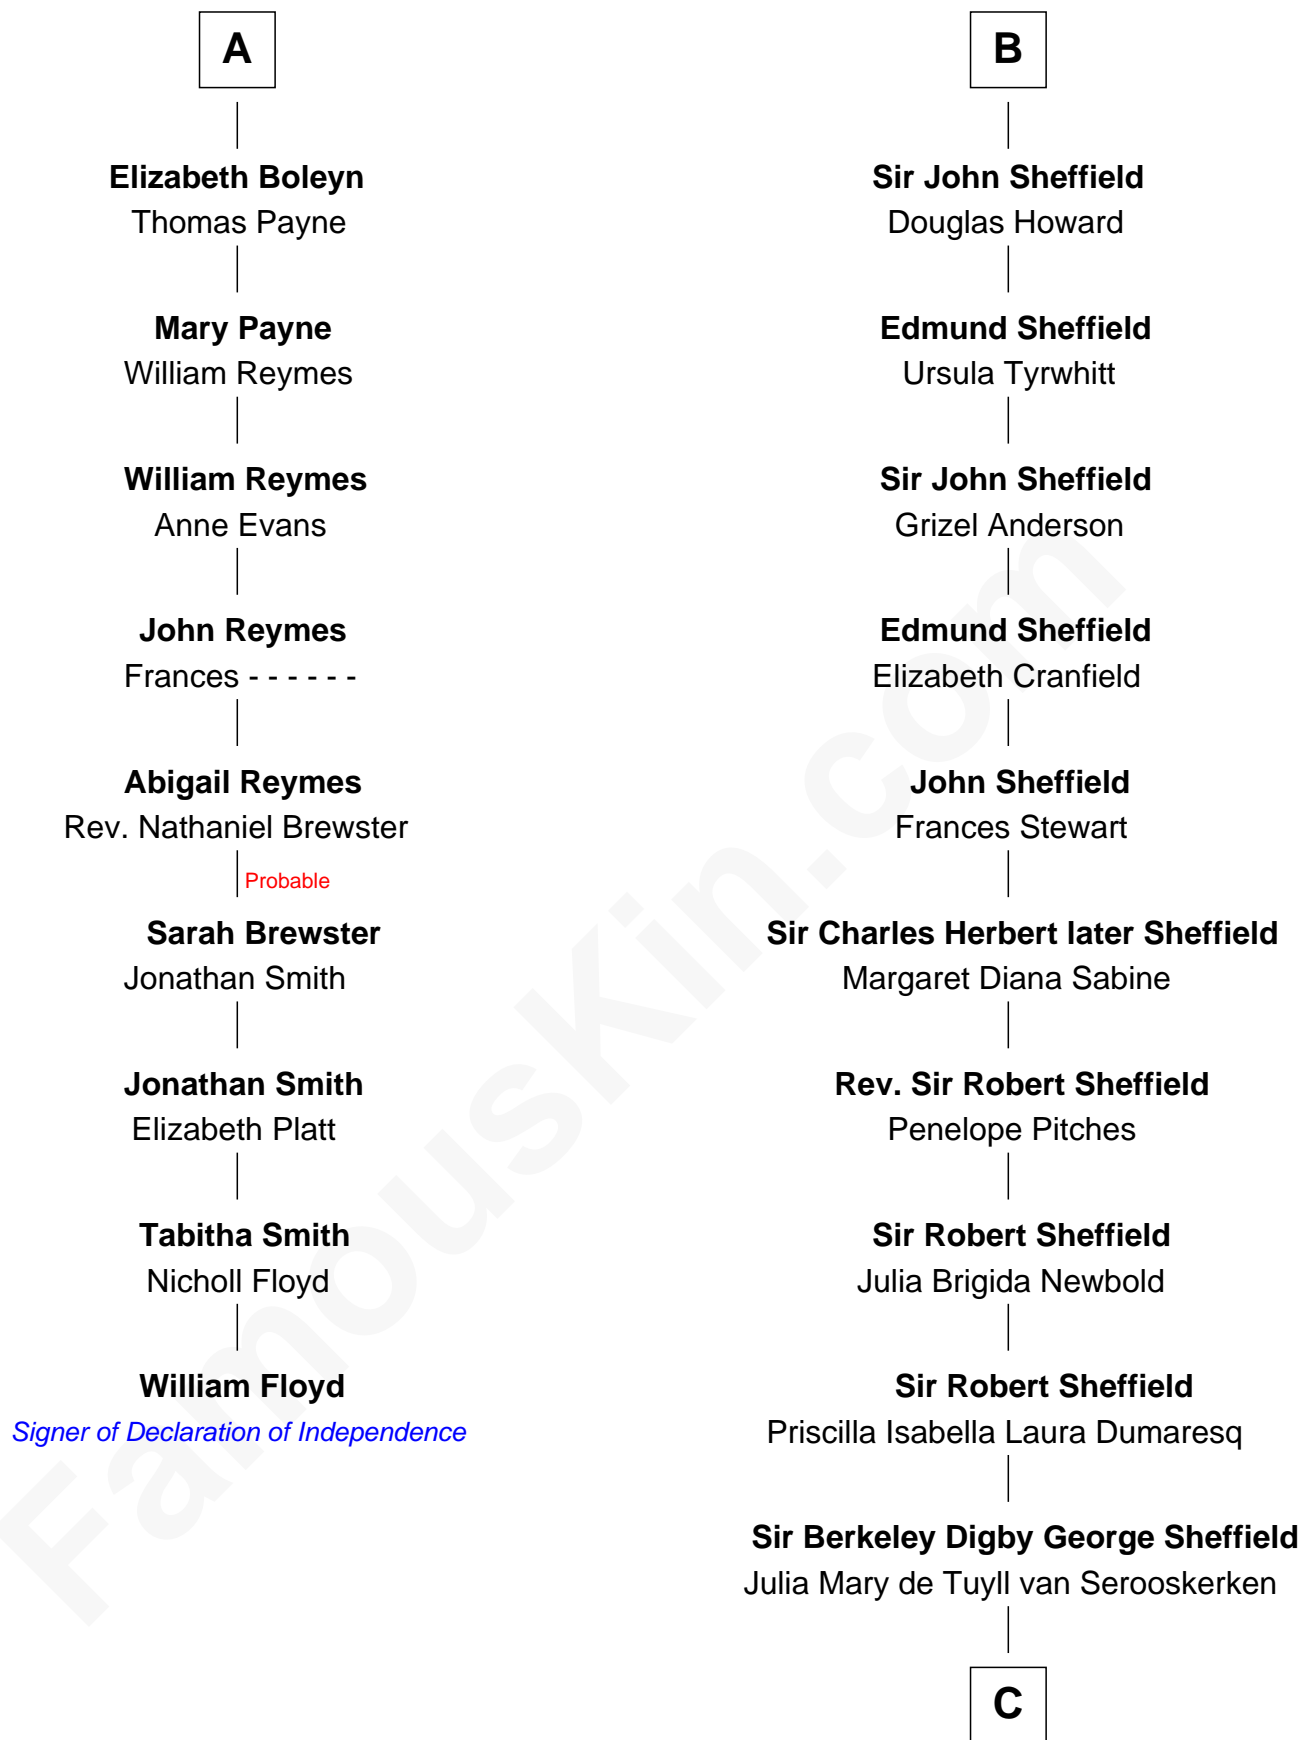 A
Elizabeth Boleyn
Thomas Payne
Mary Payne
William Reymes
William Reymes
Anne Evans
John Reymes
Frances - - - - - -
Abigail Reymes
Rev. Nathaniel Brewster
Probable
Sarah Brewster
Jonathan Smith
Jonathan Smith
Elizabeth Platt
Tabitha Smith
Nicholl Floyd
William Floyd
Signer of Declaration of Independence
B
Sir John Sheffield
Douglas Howard
Edmund Sheffield
Ursula Tyrwhitt
Sir John Sheffield
Grizel Anderson
Edmund Sheffield
Elizabeth Cranfield
John Sheffield
Frances Stewart
Sir Charles Herbert later Sheffield
Margaret Diana Sabine
Rev. Sir Robert Sheffield
Penelope Pitches
Sir Robert Sheffield
Julia Brigida Newbold
Sir Robert Sheffield
Priscilla Isabella Laura Dumaresq
Sir Berkeley Digby George Sheffield
Julia Mary de Tuyll van Serooskerken
C
FamousKin.com